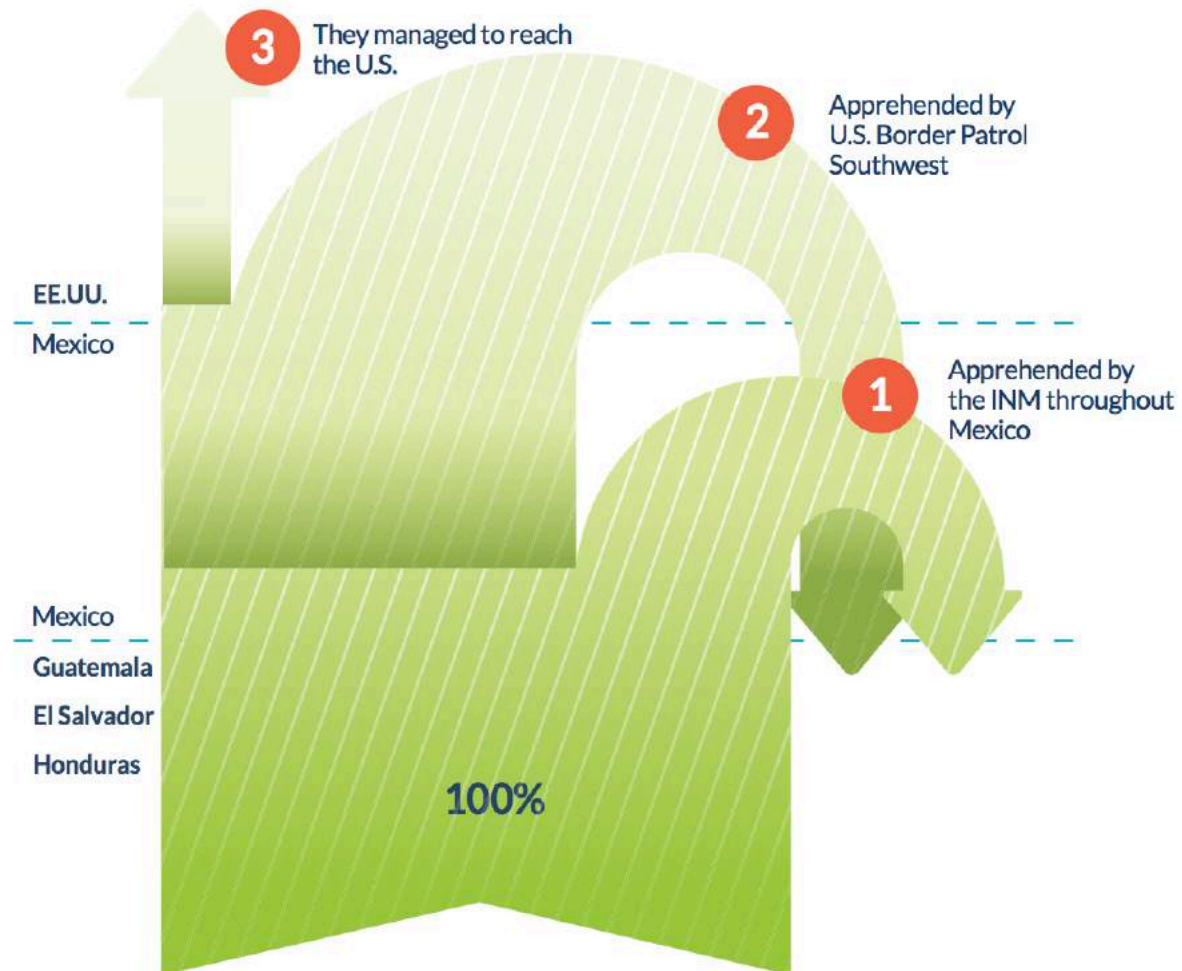 3
They managed to reach
the U.S.
2
Apprehended by
U.S. Border Patrol
Southwest
EE.UU.
Mexico
1
Apprehended by
the INM throughout
Mexico
Mexico
Guatemala
El Salvador
Honduras
100%